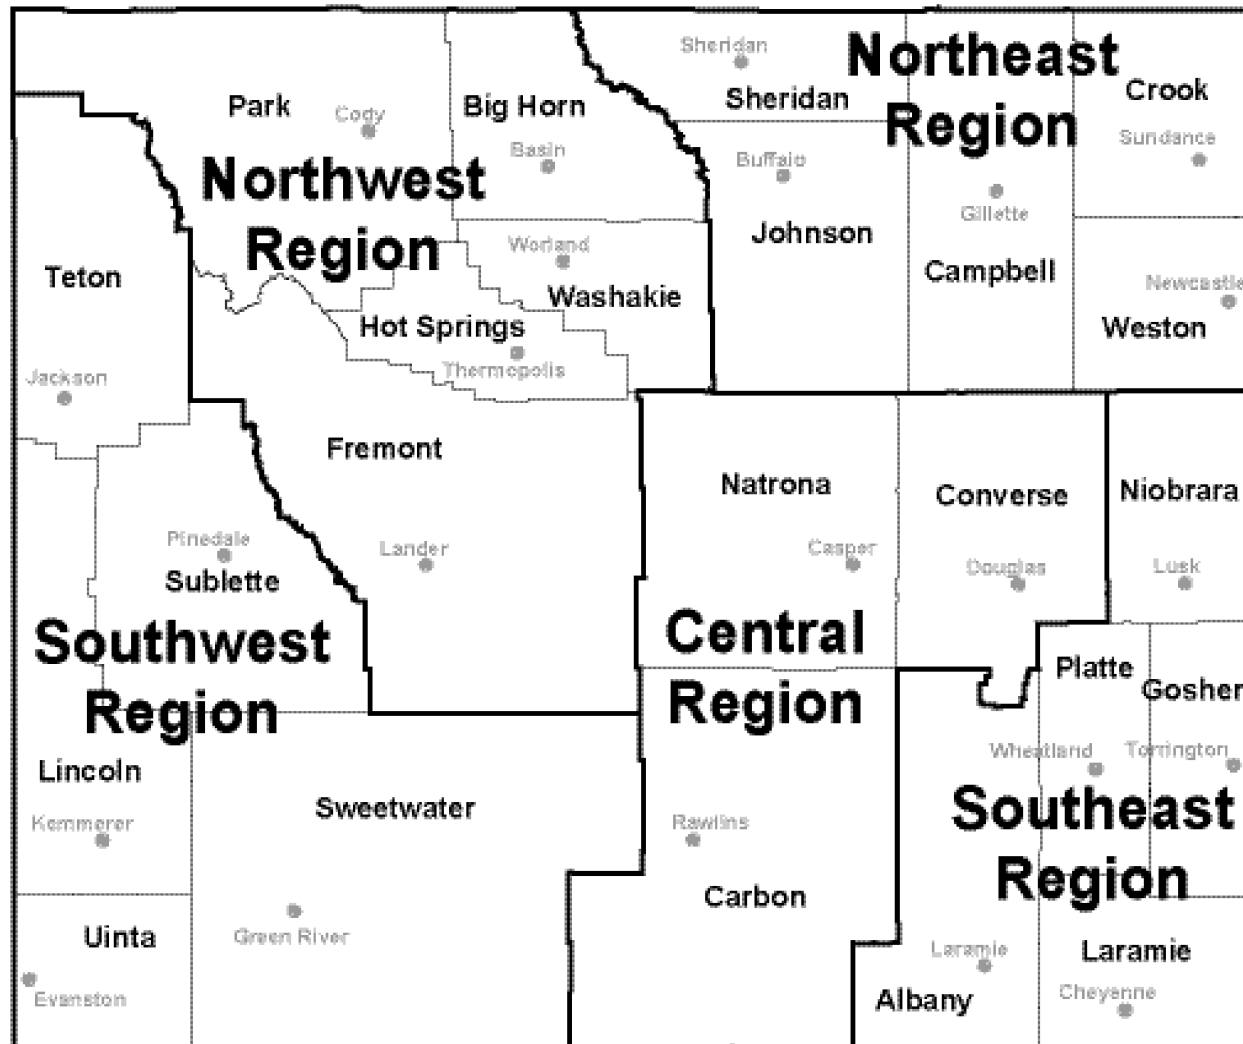 Sheridan
Northeast
Region
Sheridan
Crook
Park
Cody
Big Horn
Sundance
Basin
Buffalo
Northwest
Region
Gillette
Johnson
Worland
Teton
Campbell
Newcastle
Washakie
Hot Springs
Weston
Thermopolis
Jackson
Fremont
Natrona
Converse
Niobrara
Pinedale
Lander
Casper
Douglas
Lusk
Sublette
Southwest
Region
Central
Region
Platte
Goshen
Wheatland
Torrington
Lincoln
Sweetwater
Southeast
Region
Kemmerer
Rawlins
Carbon
Uinta
Green River
Laramie
Laramie
Evanston
Albany
Cheyenne